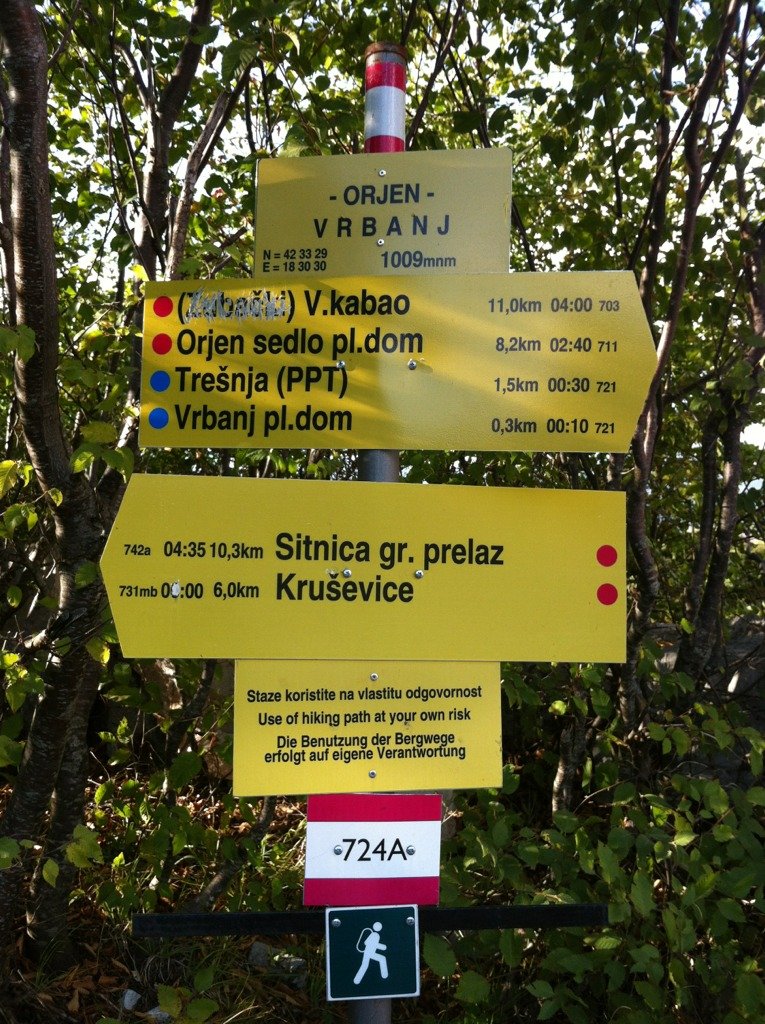 - ORJEN -
VRBANJ
N = 42 33 29
E = 18 30 30
1009mnm
(Zubački) V.kabao 11,0km 04:00 703
Orjen sedlo pl.dom 8,2km 02:40 711
Trešnja (PPT) 1,5km 00:30 721
Vrbanj pl.dom 0,3km 00:10 721
742a 04:35 10,3km Sitnica gr. prelaz
731mb 6,0km Kruševice
Staze koristite na vlastitu odgovornost
Use of hiking path at your own risk
Die Benutzung der Bergwege
erfolgt auf eigene Verantwortung
724A